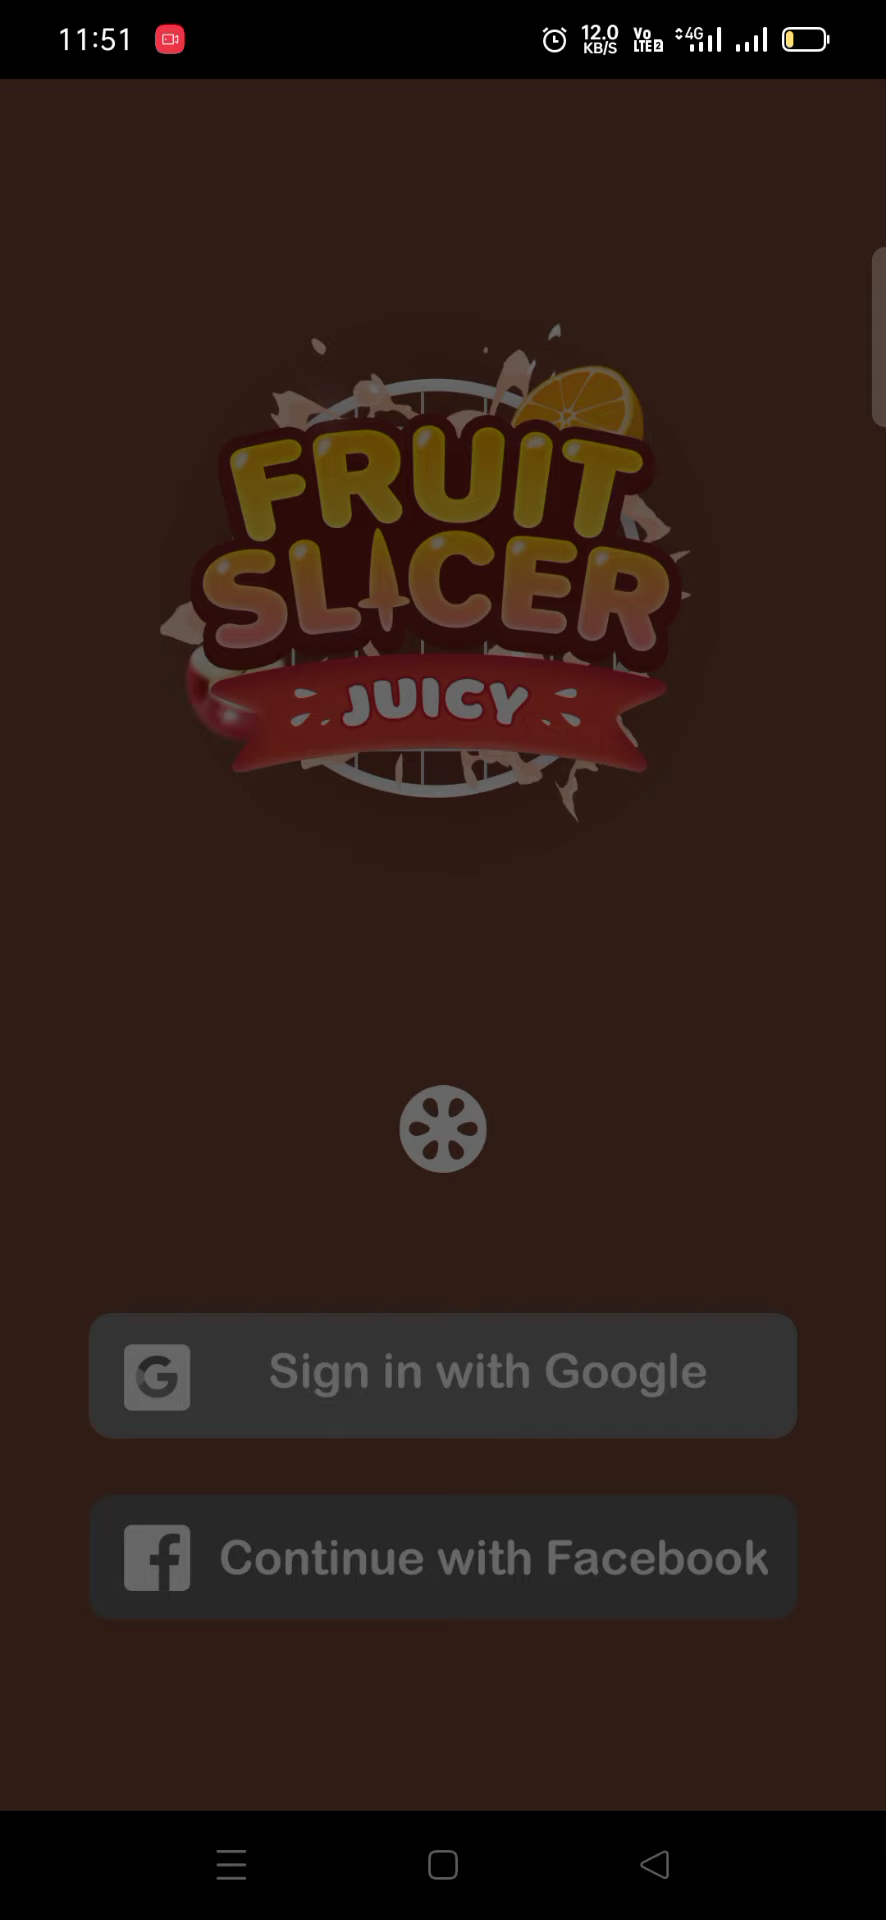 11:51
12.0
KB/S
Vo
LTE2
4G
FRUIT
SLICER
JUICY
G
Sign in with Google
f
Continue with Facebook